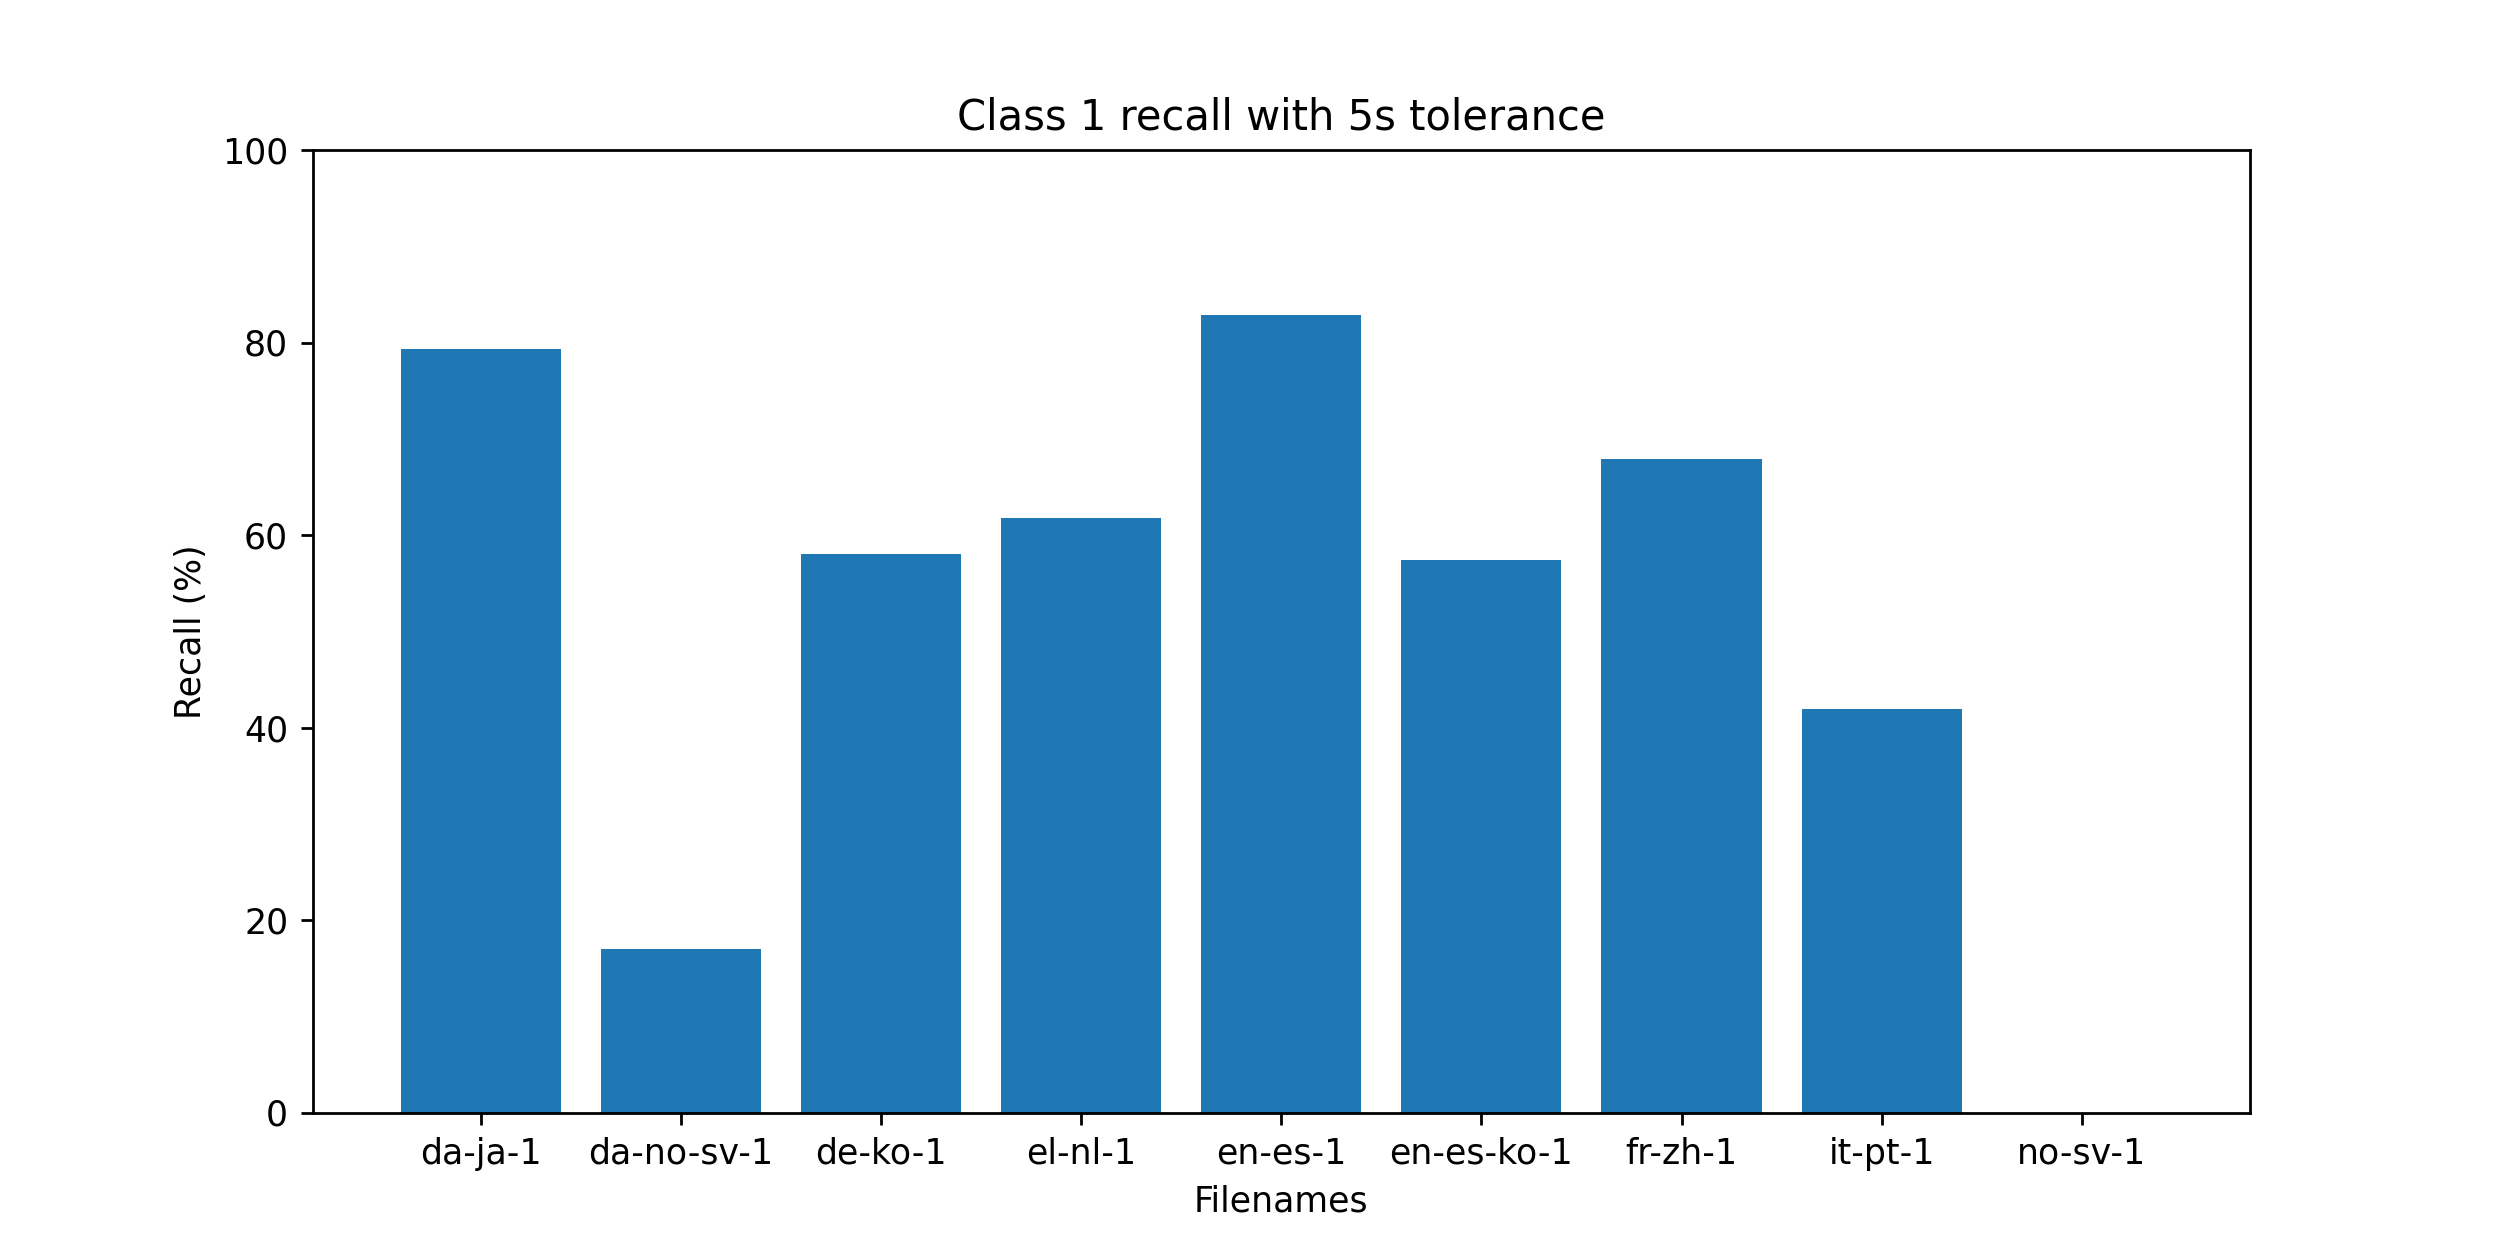 Class 1 recall with 5s tolerance
100
80
60
40
20
0
Recall (%)
da-ja-1 da-no-sv-1 de-ko-1 el-nl-1 en-es-1 en-es-ko-1 fr-zh-1 it-pt-1 no-sv-1
Filenames